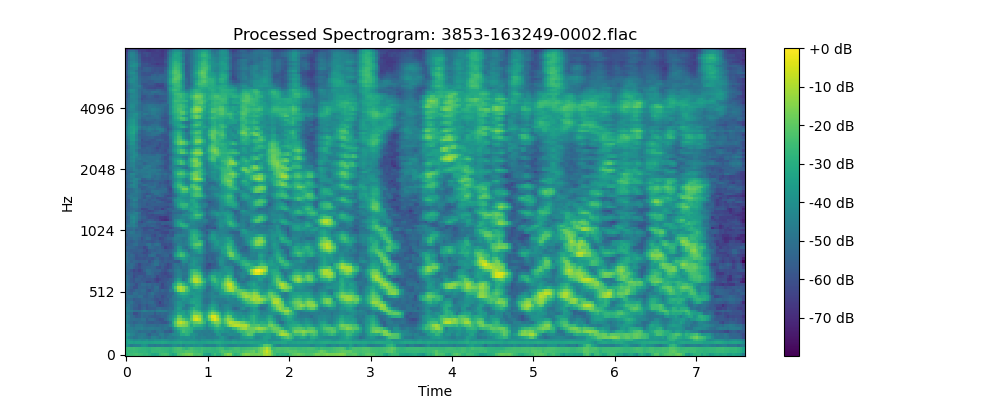 Processed Spectrogram: 3853-163249-0002.flac
Hz
4096
2048
1024
512
0
0 1 2 3 4 5 6 7
Time
+0 dB
-10 dB
-20 dB
-30 dB
-40 dB
-50 dB
-60 dB
-70 dB